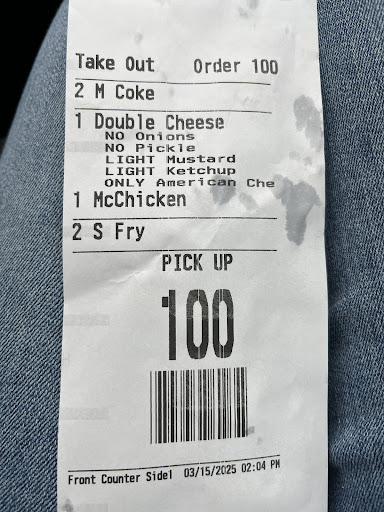 Take Out Order 100
2 M Coke
1 Double Cheese
NO Onions
NO Pickle
LIGHT Mustard
LIGHT Ketchup
ONLY American Che
1 McChicken
2 S Fry
PICK UP
100
Front Counter Side1 03/15/2025 02:04 PM